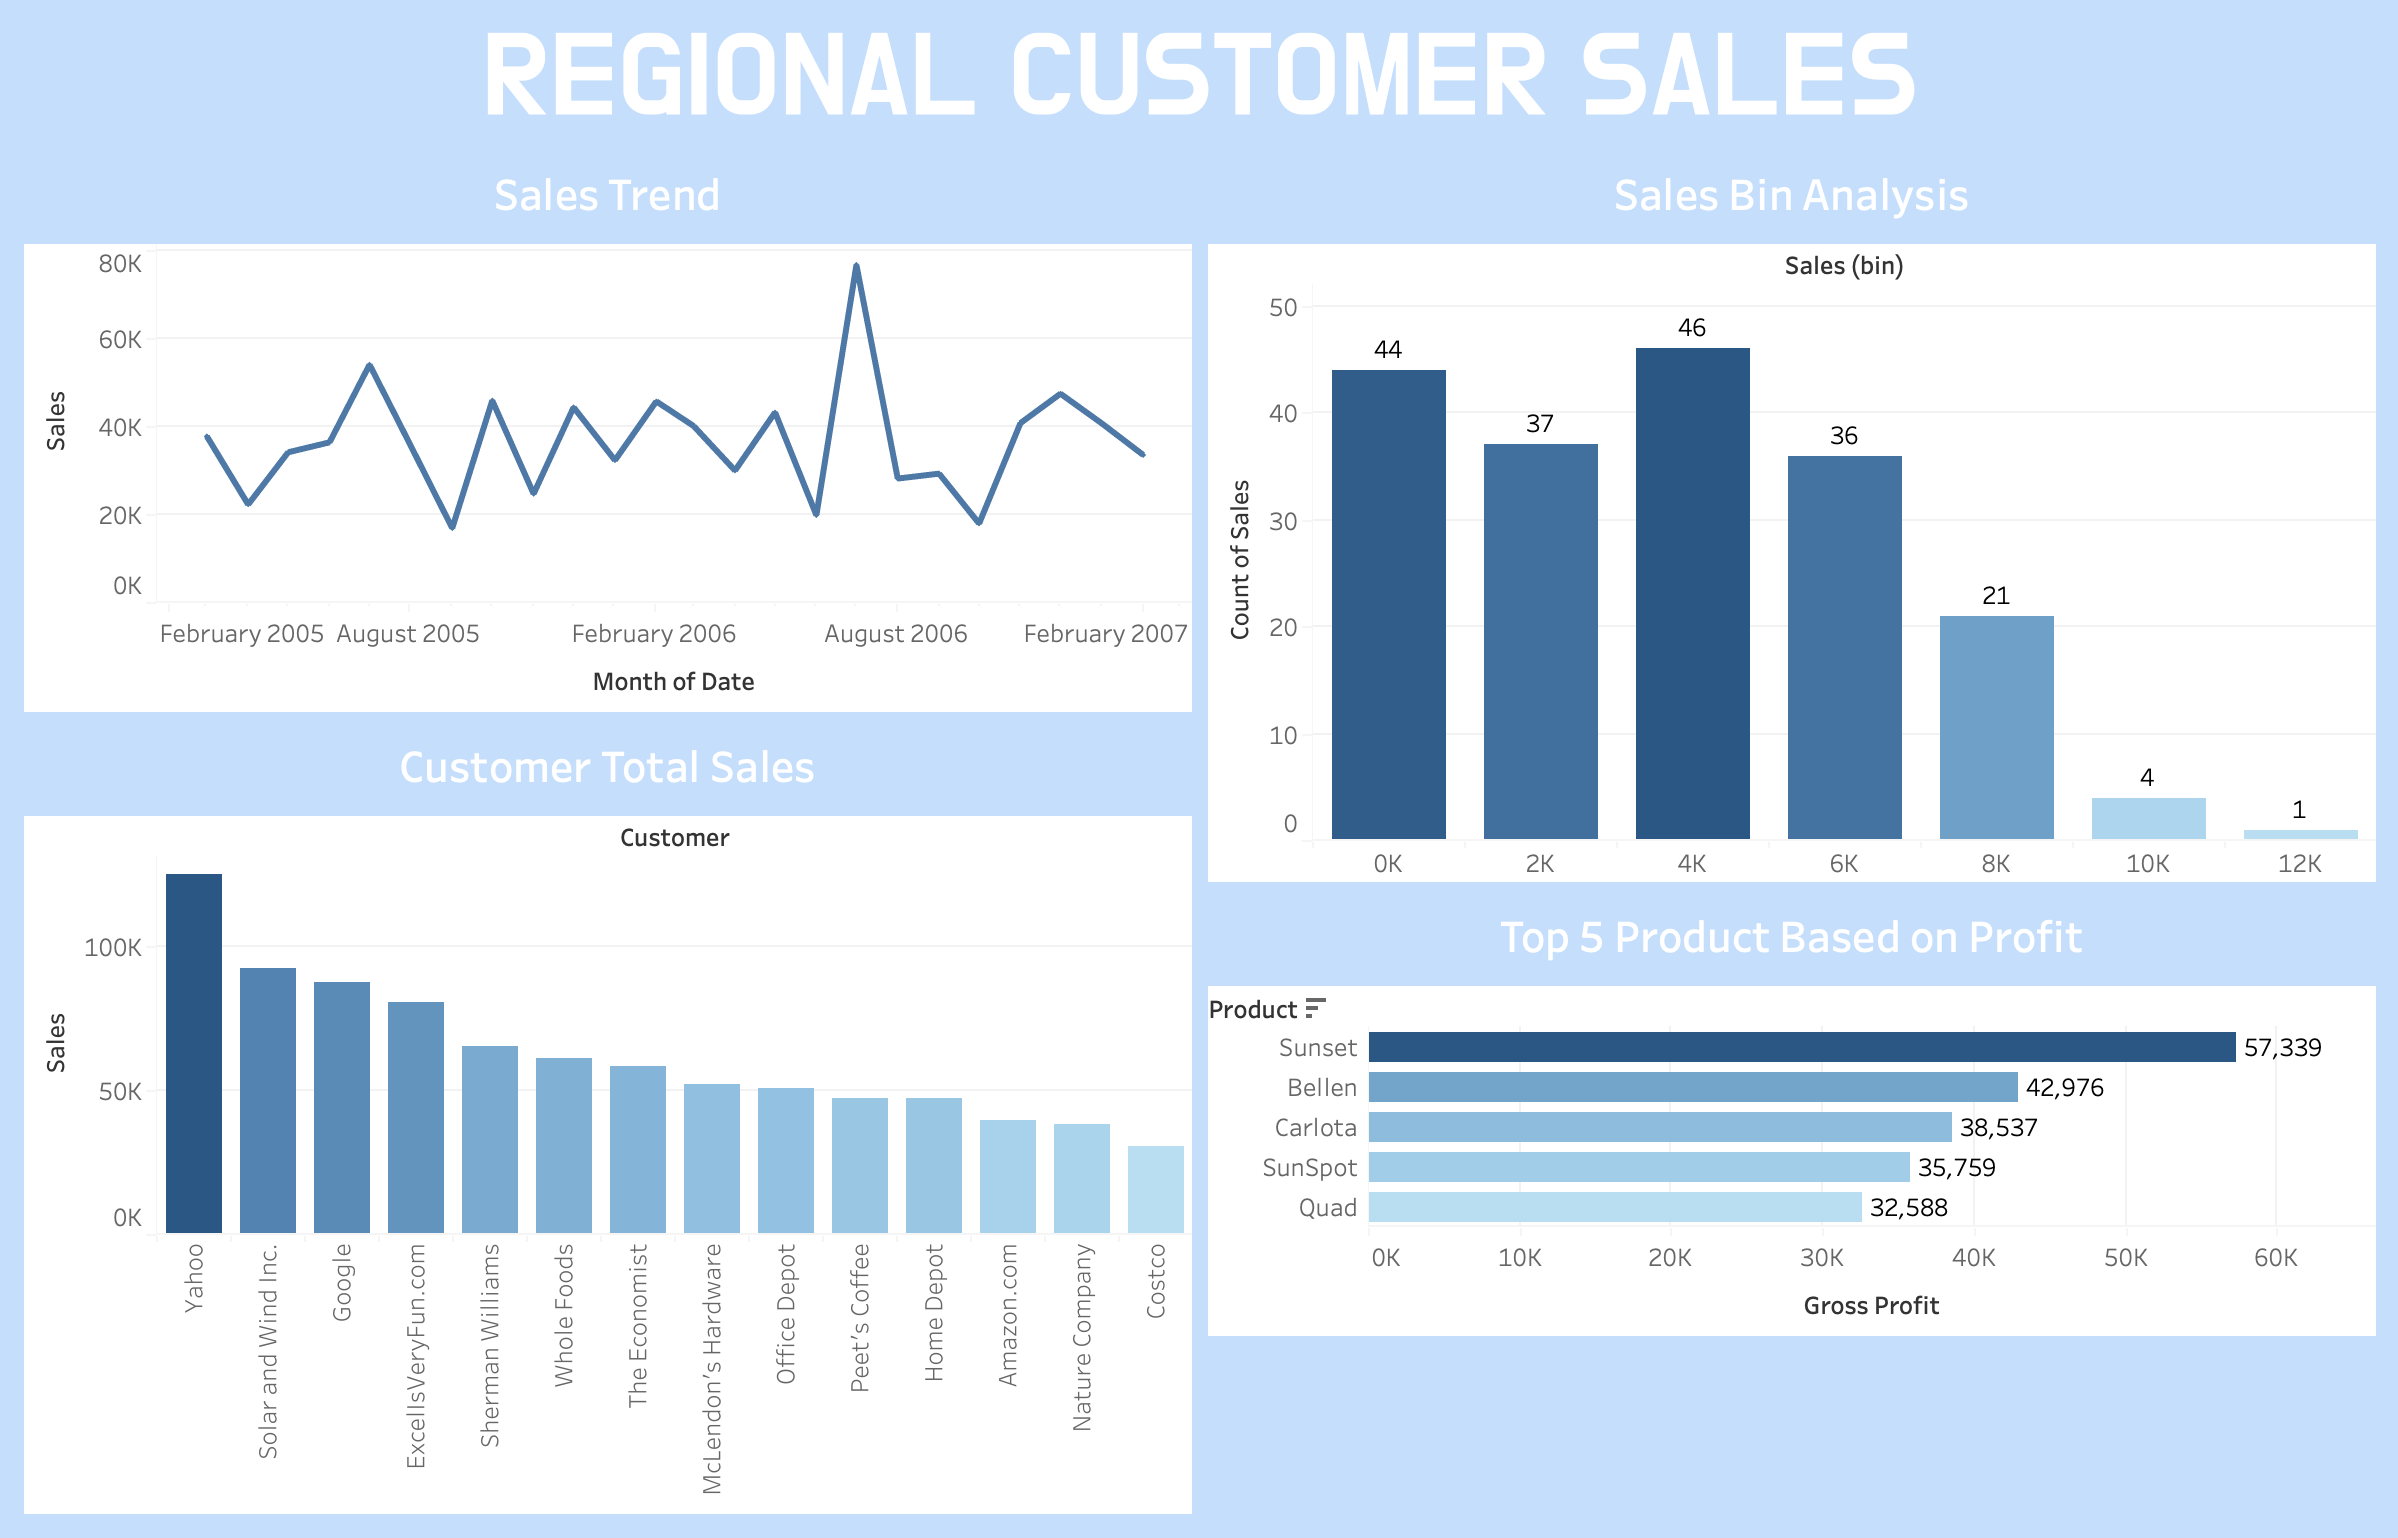 REGIONAL CUSTOMER SALES
Sales Trend
80K
60K
40K
20K
0K
Sales
February 2005 August 2005 February 2006 August 2006 February 2007
Month of Date
Customer Total Sales
Customer
100K
50K
0K
Sales
Yahoo
Solar and Wind Inc.
Google
ExcelIsVeryFun.com
Sherman Williams
Whole Foods
The Economist
McLendon's Hardware
Office Depot
Peet's Coffee
Home Depot
Amazon.com
Nature Company
Costco
Sales Bin Analysis
Sales (bin)
50
40
30
20
10
0
Count of Sales
44
37
46
36
21
4
1
0K 2K 4K 6K 8K 10K 12K
Top 5 Product Based on Profit
Product
Sunset 57,339
Bellen 42,976
Carlota 38,537
SunSpot 35,759
Quad 32,588
0K 10K 20K 30K 40K 50K 60K
Gross Profit